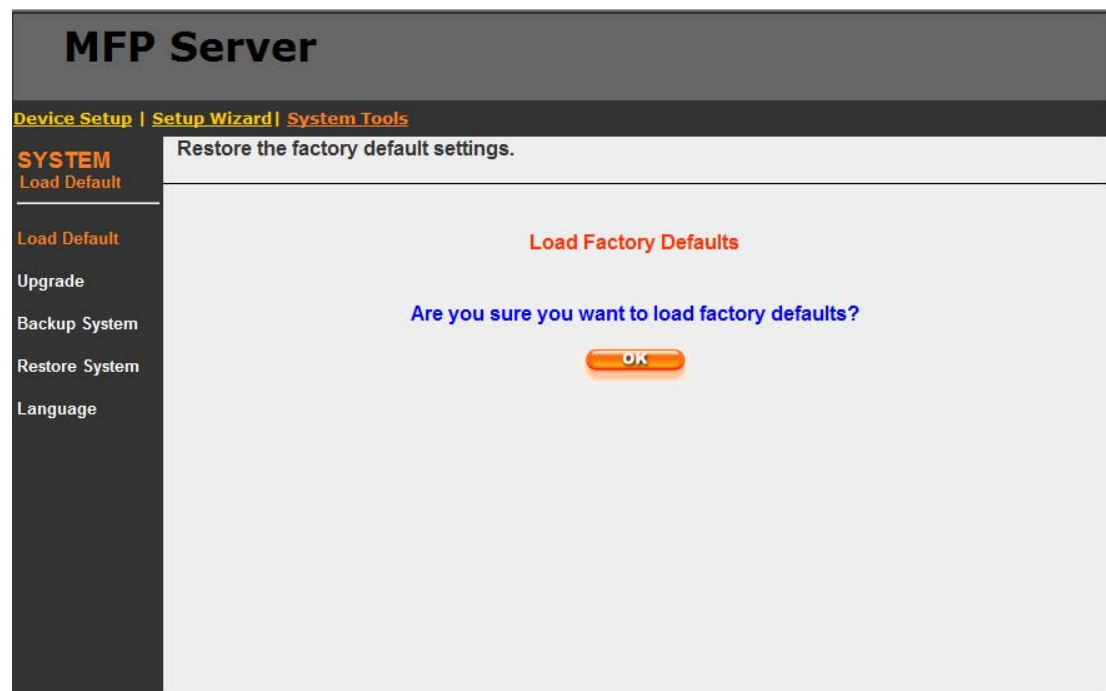 MFP Server
Device Setup | Setup Wizard| System Tools
SYSTEM
Load Default
Load Default
Upgrade
Backup System
Restore System
Language
Restore the factory default settings.
Load Factory Defaults
Are you sure you want to load factory defaults?
OK